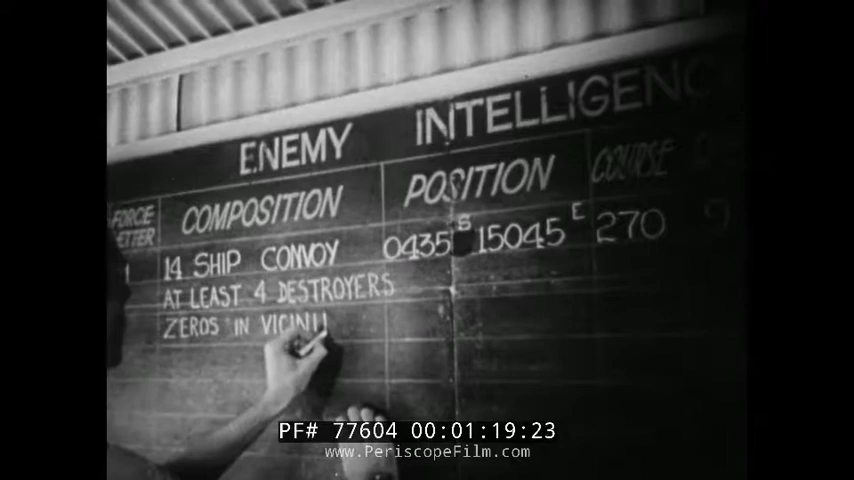 ENEMY INTELLIGENC
FORCE LETTER COMPOSITION POSITION COURSE
1 14 SHIP CONVOY 0435 S 15045 E 270
AT LEAST 4 DESTROYERS
ZEROS IN VICINI
PF# 77604 00:01:19:23
www.PeriscopeFilm.com